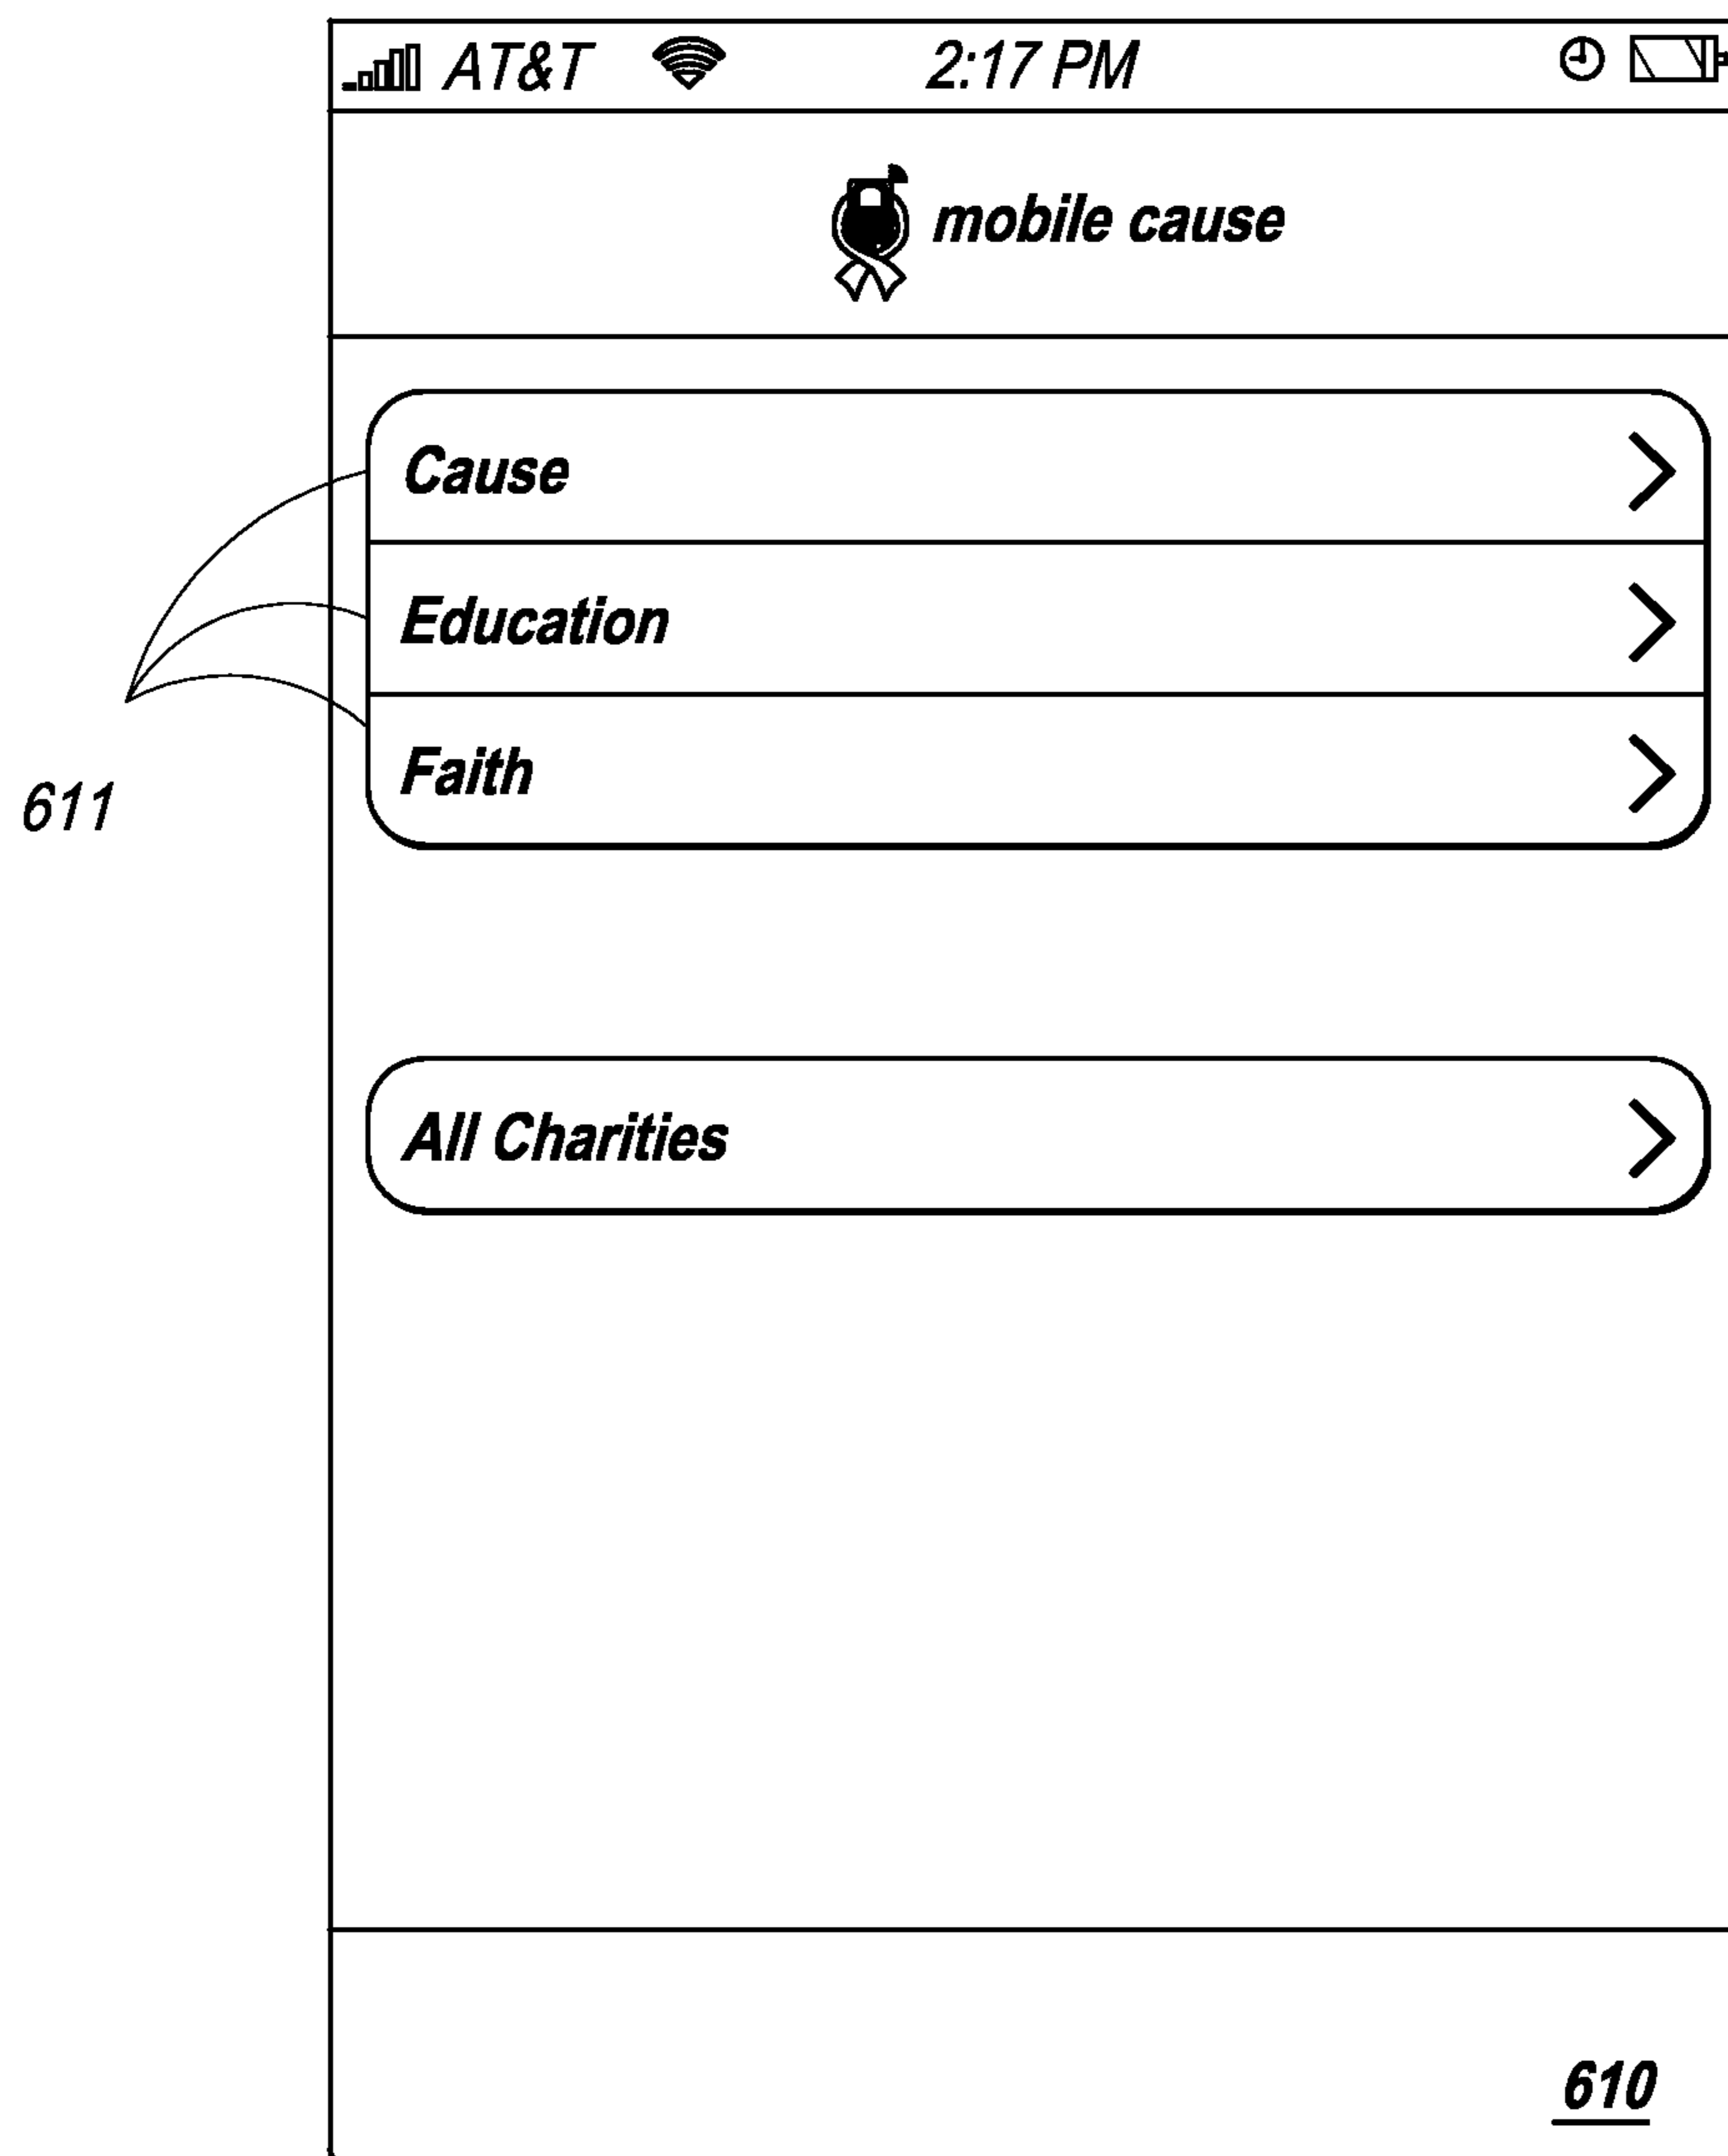 AT&T 2:17 PM
mobile cause
Cause
Education
Faith
611
All Charities
610